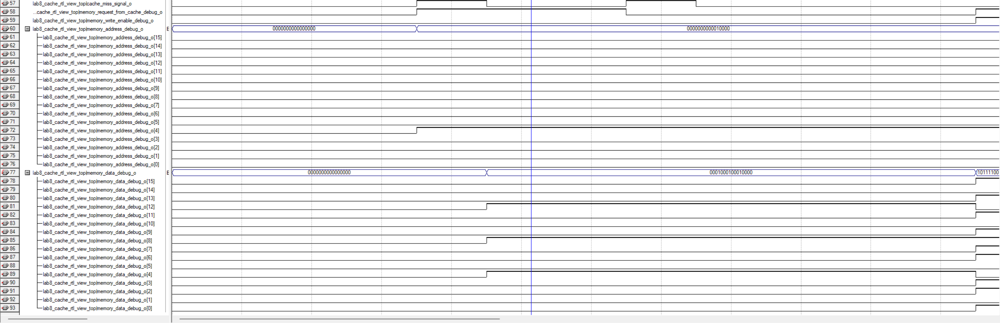 57 lab8_cache_rtl_view_top|cache_miss_signal_o
58 ...cache_rtl_view_top|memory_request_from_cache_debug_o
59 lab8_cache_rtl_view_top|memory_write_enable_debug_o
60 lab8_cache_rtl_view_top|memory_address_debug_o E 0000000000000000 0000000000010000
61 lab8_cache_rtl_view_top|memory_address_debug_o[15]
62 lab8_cache_rtl_view_top|memory_address_debug_o[14]
63 lab8_cache_rtl_view_top|memory_address_debug_o[13]
64 lab8_cache_rtl_view_top|memory_address_debug_o[12]
65 lab8_cache_rtl_view_top|memory_address_debug_o[11]
66 lab8_cache_rtl_view_top|memory_address_debug_o[10]
67 lab8_cache_rtl_view_top|memory_address_debug_o[9]
68 lab8_cache_rtl_view_top|memory_address_debug_o[8]
69 lab8_cache_rtl_view_top|memory_address_debug_o[7]
70 lab8_cache_rtl_view_top|memory_address_debug_o[6]
71 lab8_cache_rtl_view_top|memory_address_debug_o[5]
72 lab8_cache_rtl_view_top|memory_address_debug_o[4]
73 lab8_cache_rtl_view_top|memory_address_debug_o[3]
74 lab8_cache_rtl_view_top|memory_address_debug_o[2]
75 lab8_cache_rtl_view_top|memory_address_debug_o[1]
76 lab8_cache_rtl_view_top|memory_address_debug_o[0]
77 lab8_cache_rtl_view_top|memory_data_debug_o E 0000000000000000 0001000100010000 10111100
78 lab8_cache_rtl_view_top|memory_data_debug_o[15]
79 lab8_cache_rtl_view_top|memory_data_debug_o[14]
80 lab8_cache_rtl_view_top|memory_data_debug_o[13]
81 lab8_cache_rtl_view_top|memory_data_debug_o[12]
82 lab8_cache_rtl_view_top|memory_data_debug_o[11]
83 lab8_cache_rtl_view_top|memory_data_debug_o[10]
84 lab8_cache_rtl_view_top|memory_data_debug_o[9]
85 lab8_cache_rtl_view_top|memory_data_debug_o[8]
86 lab8_cache_rtl_view_top|memory_data_debug_o[7]
87 lab8_cache_rtl_view_top|memory_data_debug_o[6]
88 lab8_cache_rtl_view_top|memory_data_debug_o[5]
89 lab8_cache_rtl_view_top|memory_data_debug_o[4]
90 lab8_cache_rtl_view_top|memory_data_debug_o[3]
91 lab8_cache_rtl_view_top|memory_data_debug_o[2]
92 lab8_cache_rtl_view_top|memory_data_debug_o[1]
93 lab8_cache_rtl_view_top|memory_data_debug_o[0]